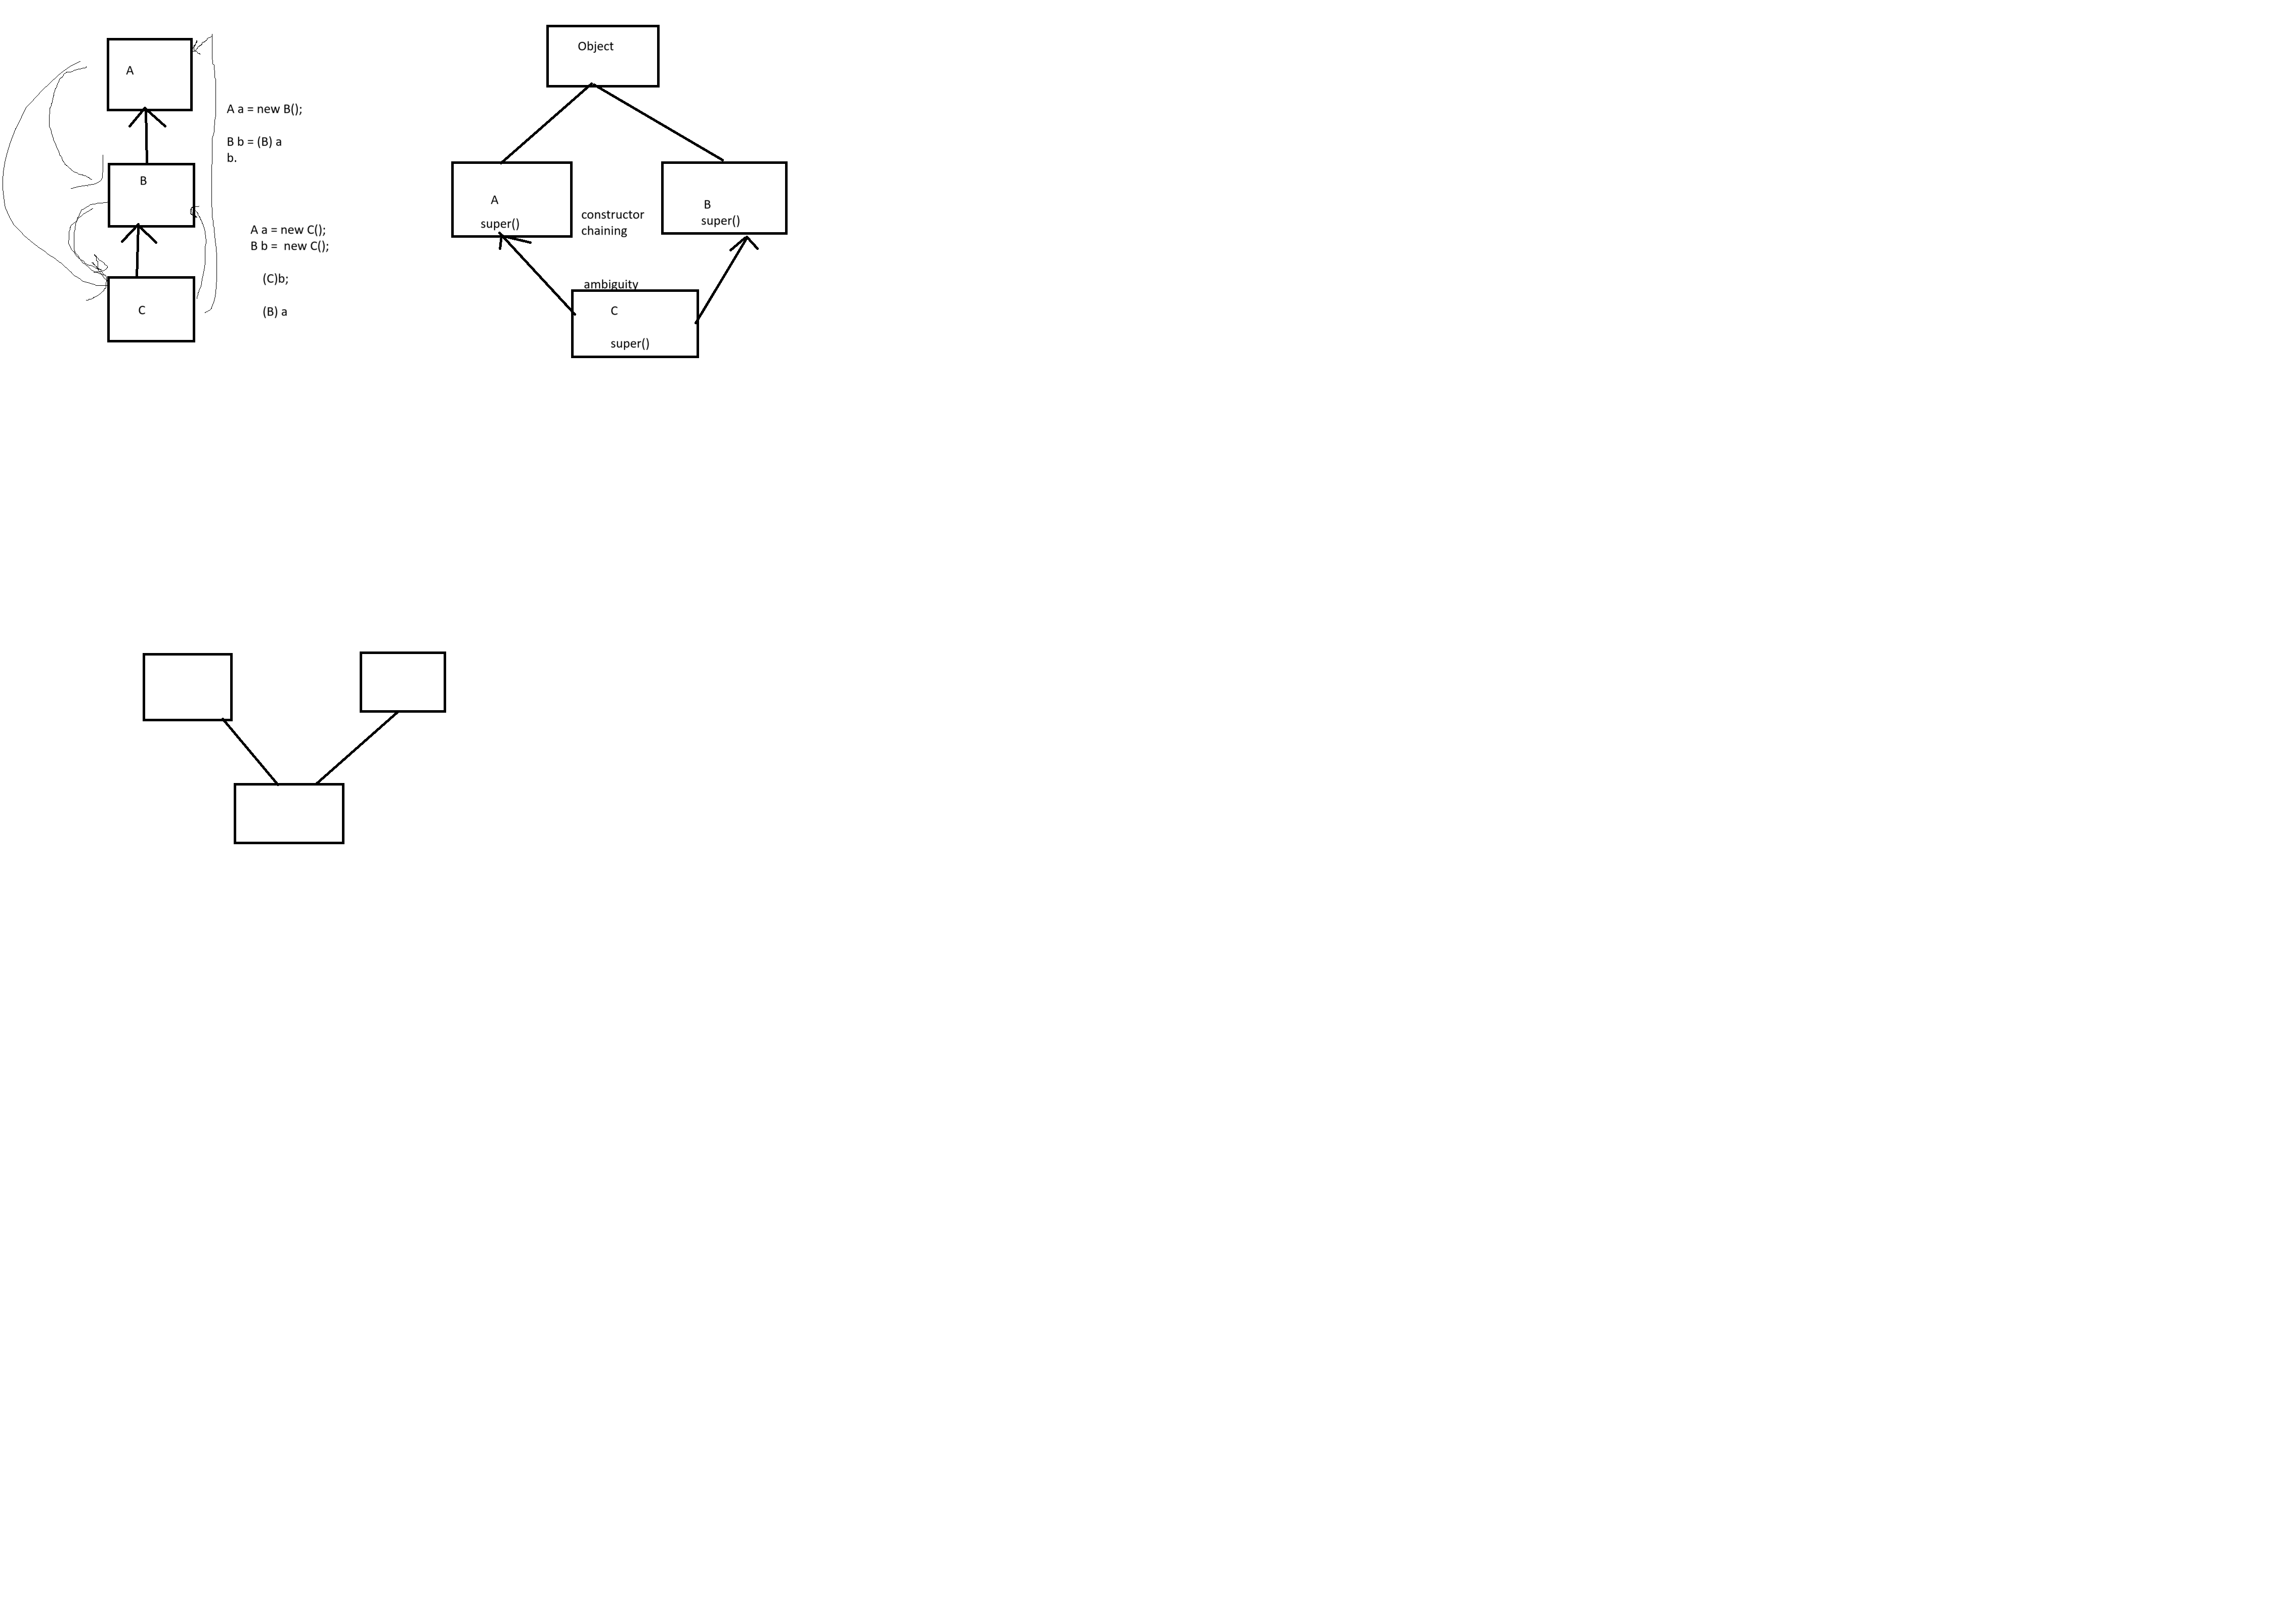 A
A a = new B();
B b = (B) a
b.
B
A a = new C();
B b =  new C();
(C)b;
(B) a
C
Object
A
super()
constructor
chaining
B
super()
ambiguity
C
super()